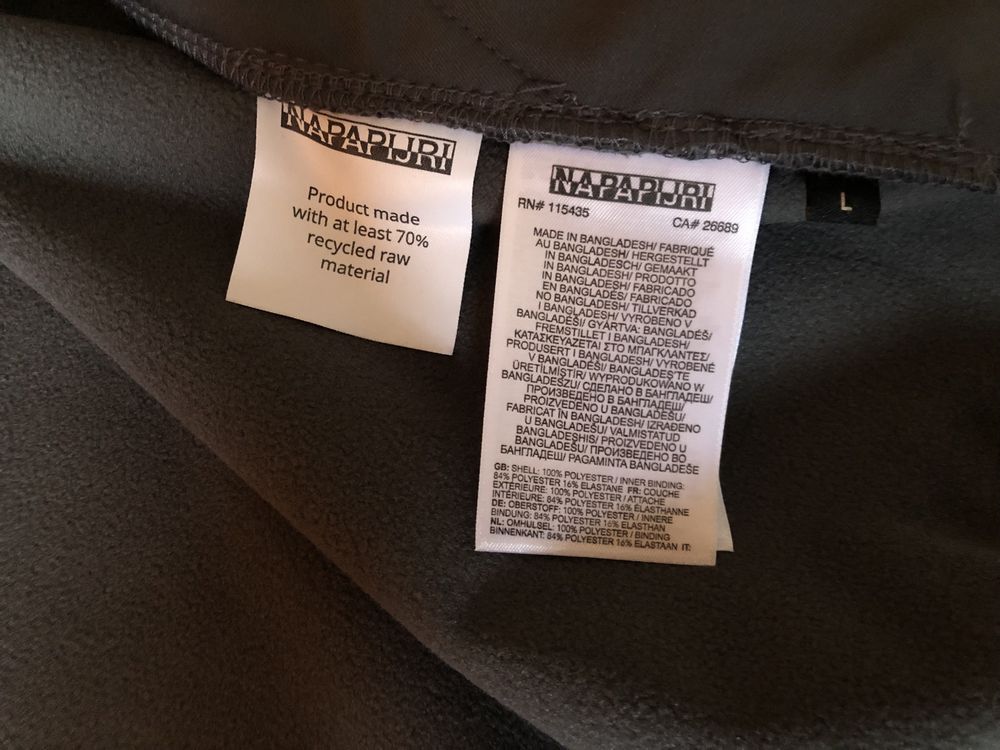 NAPAPIJRI
Product made
with at least 70%
recycled raw
material
NAPAPIJRI
RN# 115435
CA# 26689
MADE IN BANGLADESH/ FABRIQUÉ
AU BANGLADESH/ HERGESTELLT
IN BANGLADESCH/ GEMAAKT
IN BANGLADESH/ PRODOTTO
IN BANGLADESH/ FABRICADO
EN BANGLADÉS/ FABRICADO
NO BANGLADESH/ TILLVERKAD
I BANGLADESH/ VYROBENO V
BANGLADÉŠI/ GYÁRTVA: BANGLADÉŠ/
FREMSTILLET I BANGLADESH/
ΚΑΤΑΣΚΕΥΑΖΕΤΑΙ ΣΤΟ ΜΠΑΓΚΛΑΝΤΕΣ/
PRODUSERT I BANGLADESH/ VYROBENÉ
V BANGLADÉŠI/ BANGLADEŞ'TE
ÜRETİLMİŞTİR/ WYPRODUKOWANO W
BANGLADESZU/ СДЕЛАНО В БАНГЛАДЕШ/
ПРОИЗВЕДЕНО В БАНГЛАДЕШ/
PROIZVEDENO U BANGLADEŠU/
FABRICAT ÎN BANGLADESH/ IZRAĐENO
U BANGLADEŠU/ VALMISTATUD
BANGLADESHIS/ PROIZVEDENO U
BANGLADEŠU/ ПРОИЗВЕДЕНО ВО
БАНГЛАДЕШ/ PAGAMINTA BANGLADEŠE
GB: SHELL: 100% POLYESTER / INNER BINDING:
84% POLYESTER 16% ELASTANE FR: COUCHE
EXTÉRIEURE: 100% POLYESTER / ATTACHE
INTÉRIEURE: 84% POLYESTER 16% ÉLASTHANNE
DE: OBERSTOFF: 100% POLYESTER / INNERE
BINDUNG: 84% POLYESTER 16% ELASTHAN
NL: OMHULSEL: 100% POLYESTER / BINDING
BINNENKANT: 84% POLYESTER 16% ELASTAAN IT:
L